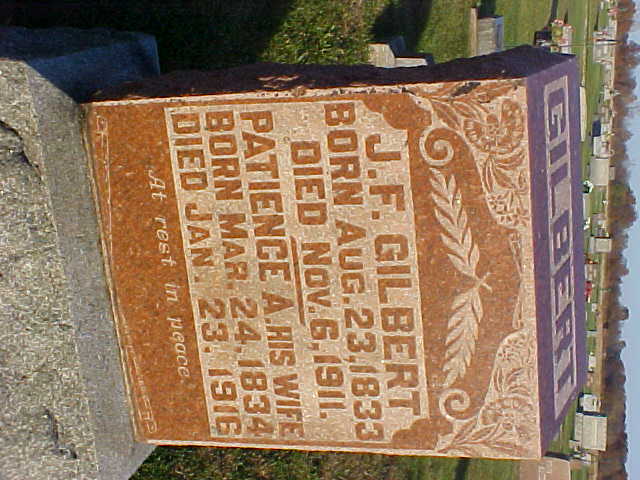 GILBERT
J. F. GILBERT
BORN AUG. 23, 1833
DIED NOV. 6, 1911.
PATIENCE A. HIS WIFE
BORN MAR. 24, 1834
DIED JAN. 23, 1916
At rest in peace.